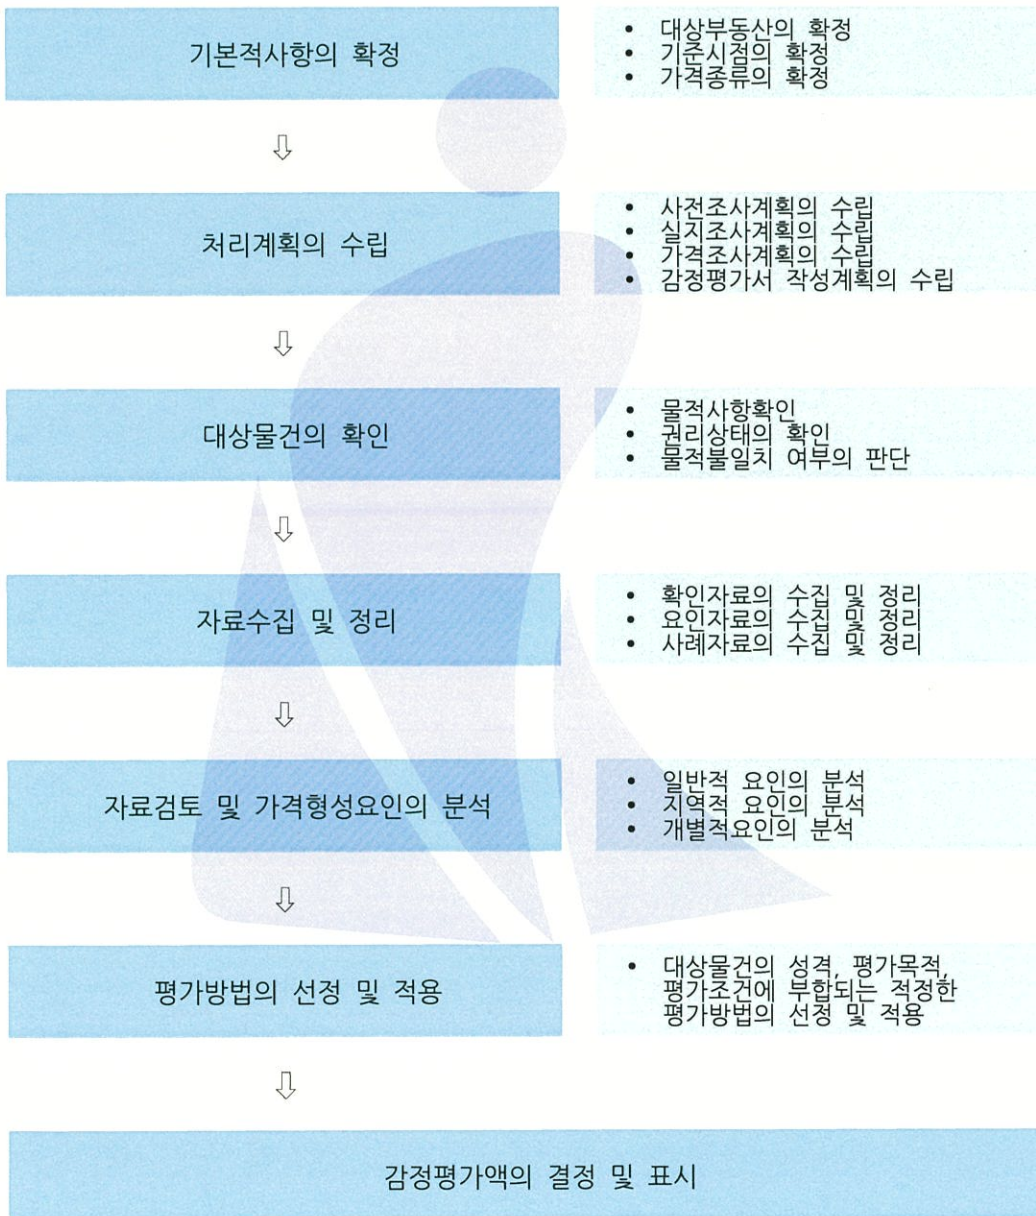 기본적사항의 확정
• 대상부동산의 확정
• 기준시점의 확정
• 가격종류의 확정
⇩
처리계획의 수립
• 사전조사계획의 수립
• 실지조사계획의 수립
• 가격조사계획의 수립
• 감정평가서 작성계획의 수립
⇩
대상물건의 확인
• 물적사항확인
• 권리상태의 확인
• 물적불일치 여부의 판단
⇩
자료수집 및 정리
• 확인자료의 수집 및 정리
• 요인자료의 수집 및 정리
• 사례자료의 수집 및 정리
⇩
자료검토 및 가격형성요인의 분석
• 일반적 요인의 분석
• 지역적 요인의 분석
• 개별적요인의 분석
⇩
평가방법의 선정 및 적용
• 대상물건의 성격, 평가목적,
평가조건에 부합되는 적정한
평가방법의 선정 및 적용
⇩
감정평가액의 결정 및 표시